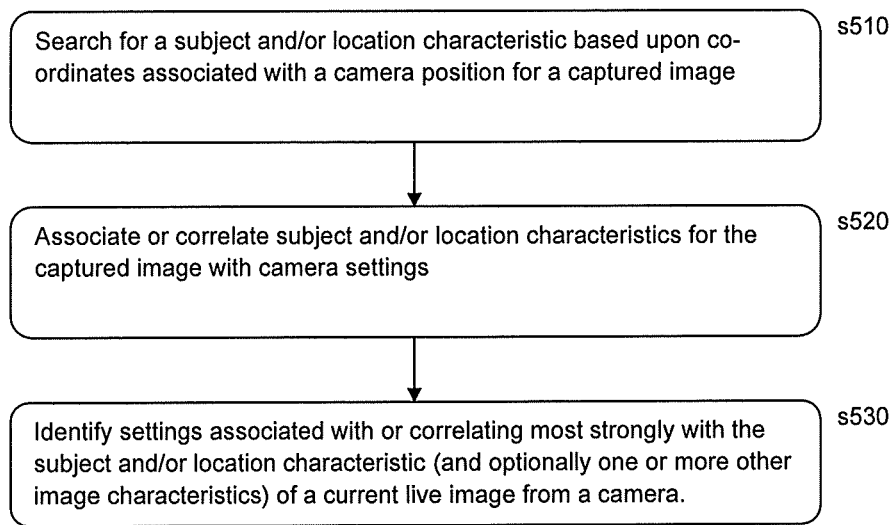 Search for a subject and/or location characteristic based upon co-
ordinates associated with a camera position for a captured image
s510
Associate or correlate subject and/or location characteristics for the
captured image with camera settings
s520
Identify settings associated with or correlating most strongly with the
subject and/or location characteristic (and optionally one or more other
image characteristics) of a current live image from a camera.
s530